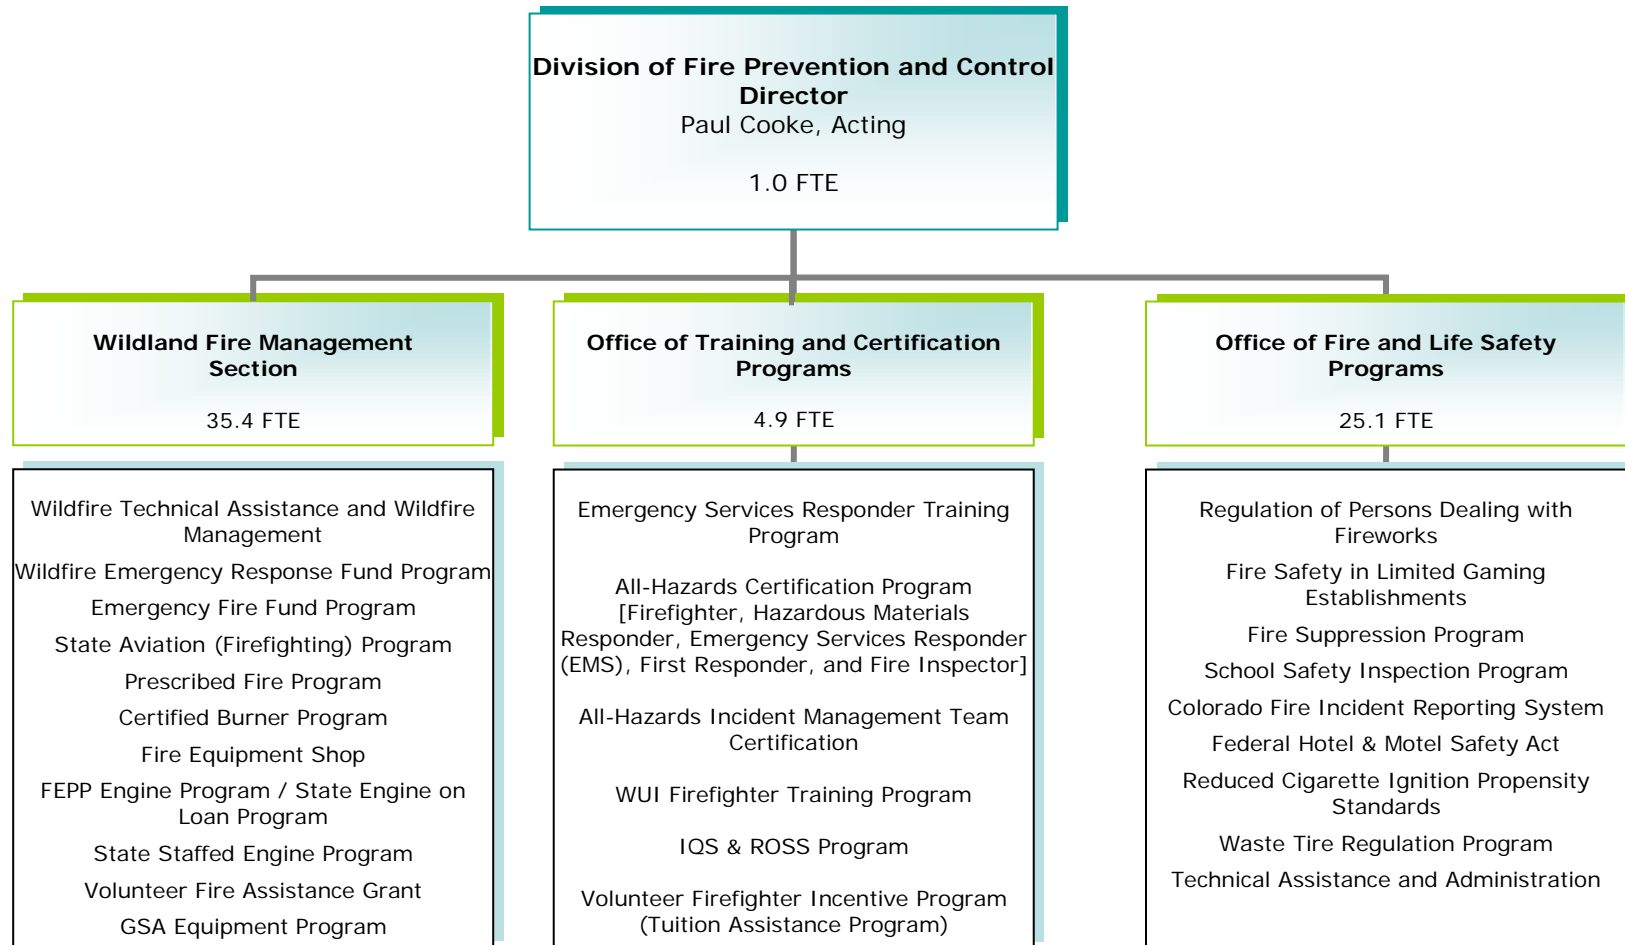 Division of Fire Prevention and Control
Director
Paul Cooke, Acting
1.0 FTE
Wildland Fire Management
Section
35.4 FTE
Office of Training and Certification
Programs
4.9 FTE
Office of Fire and Life Safety
Programs
25.1 FTE
Wildfire Technical Assistance and Wildfire
Management
Wildfire Emergency Response Fund Program
Emergency Fire Fund Program
State Aviation (Firefighting) Program
Prescribed Fire Program
Certified Burner Program
Fire Equipment Shop
FEPP Engine Program / State Engine on
Loan Program
State Staffed Engine Program
Volunteer Fire Assistance Grant
GSA Equipment Program
Emergency Services Responder Training
Program
All-Hazards Certification Program
[Firefighter, Hazardous Materials
Responder, Emergency Services Responder
(EMS), First Responder, and Fire Inspector]
All-Hazards Incident Management Team
Certification
WUI Firefighter Training Program
IQS & ROSS Program
Volunteer Firefighter Incentive Program
(Tuition Assistance Program)
Regulation of Persons Dealing with
Fireworks
Fire Safety in Limited Gaming
Establishments
Fire Suppression Program
School Safety Inspection Program
Colorado Fire Incident Reporting System
Federal Hotel & Motel Safety Act
Reduced Cigarette Ignition Propensity
Standards
Waste Tire Regulation Program
Technical Assistance and Administration